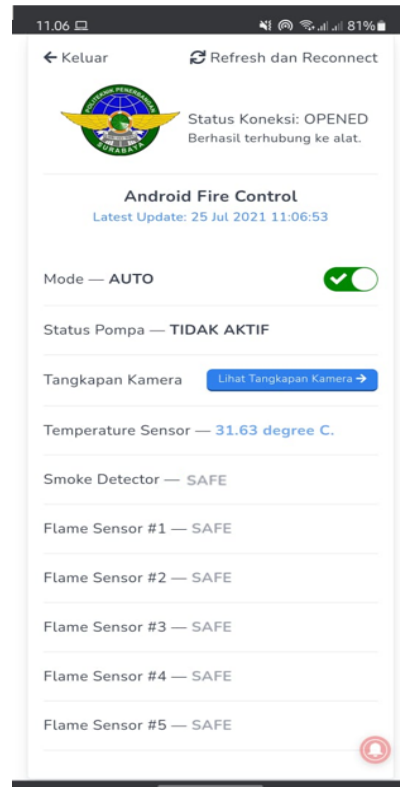 11.06 81%
Keluar Refresh dan Reconnect
POLITEKNIK PENERBANGAN
SURABAYA
Status Koneksi: OPENED
Berhasil terhubung ke alat.
Android Fire Control
Latest Update: 25 Jul 2021 11:06:53
Mode — AUTO
Status Pompa — TIDAK AKTIF
Tangkapan Kamera Lihat Tangkapan Kamera
Temperature Sensor — 31.63 degree C.
Smoke Detector — SAFE
Flame Sensor #1 — SAFE
Flame Sensor #2 — SAFE
Flame Sensor #3 — SAFE
Flame Sensor #4 — SAFE
Flame Sensor #5 — SAFE